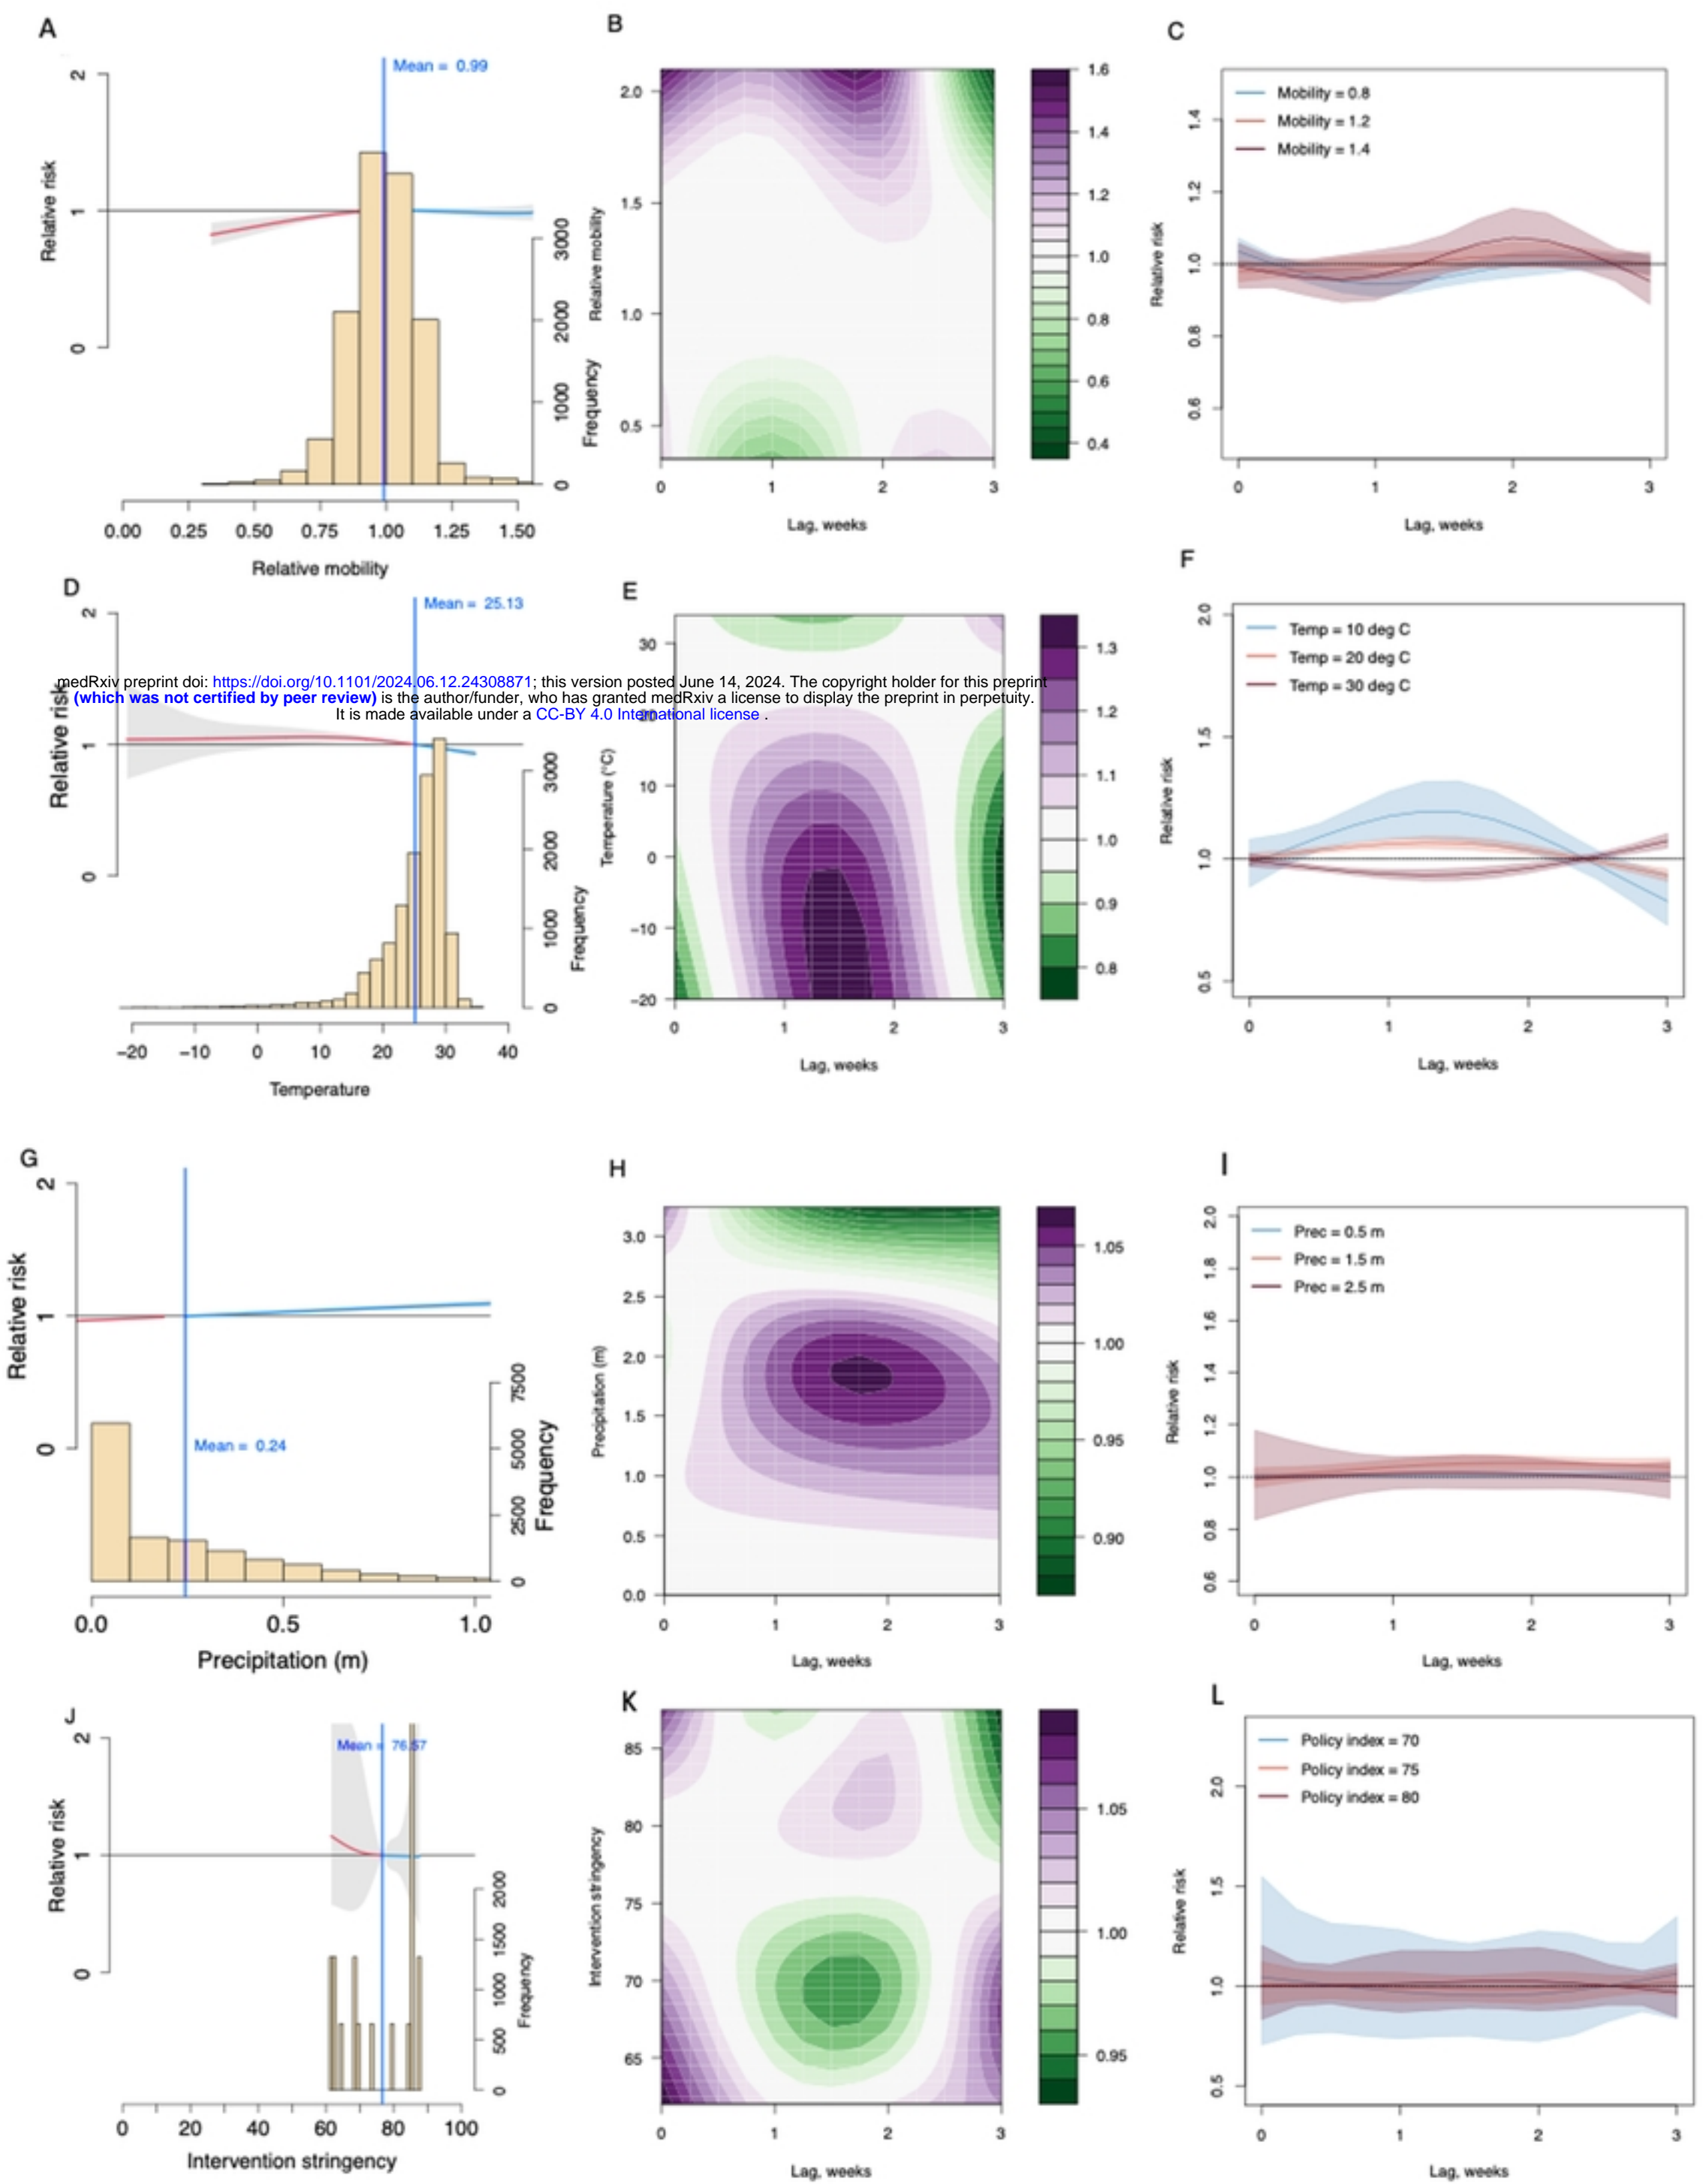 A
Mean = 0.99
2
1
0
Relative risk
3000
2000
1000
0
Frequency
0.00 0.25 0.50 0.75 1.00 1.25 1.50
Relative mobility
B
2.0
1.5
1.0
0.5
Relative mobility
0 1 2 3
Lag, weeks
1.6
1.4
1.2
1.0
0.8
0.6
0.4
C
Mobility = 0.8
Mobility = 1.2
Mobility = 1.4
1.4
1.2
1.0
0.8
0.6
Relative risk
0 1 2 3
Lag, weeks
D
Mean = 25.13
2
1
0
Relative risk
3000
2000
1000
0
Frequency
−20 −10 0 10 20 30 40
Temperature
medRxiv preprint doi: https://doi.org/10.1101/2024.06.12.24308871; this version posted June 14, 2024. The copyright holder for this preprint
(which was not certified by peer review) is the author/funder, who has granted medRxiv a license to display the preprint in perpetuity.
It is made available under a CC-BY 4.0 International license .
E
30
20
10
0
−10
−20
Temperature (°C)
0 1 2 3
Lag, weeks
1.3
1.2
1.1
1.0
0.9
0.8
F
Temp = 10 deg C
Temp = 20 deg C
Temp = 30 deg C
2.0
1.5
1.0
0.5
Relative risk
0 1 2 3
Lag, weeks
G
2
1
0
Relative risk
Mean = 0.24
7500
5000
2500
0
Frequency
0.0 0.5 1.0
Precipitation (m)
H
3.0
2.5
2.0
1.5
1.0
0.5
0.0
Precipitation (m)
0 1 2 3
Lag, weeks
1.05
1.00
0.95
0.90
I
Prec = 0.5 m
Prec = 1.5 m
Prec = 2.5 m
2.0
1.8
1.6
1.4
1.2
1.0
0.8
0.6
Relative risk
0 1 2 3
Lag, weeks
J
Mean = 76.57
2
1
0
Relative risk
2000
1500
1000
500
0
Frequency
0 20 40 60 80 100
Intervention stringency
K
85
80
75
70
65
Intervention stringency
0 1 2 3
Lag, weeks
1.05
1.00
0.95
L
Policy index = 70
Policy index = 75
Policy index = 80
2.0
1.5
1.0
0.5
Relative risk
0 1 2 3
Lag, weeks